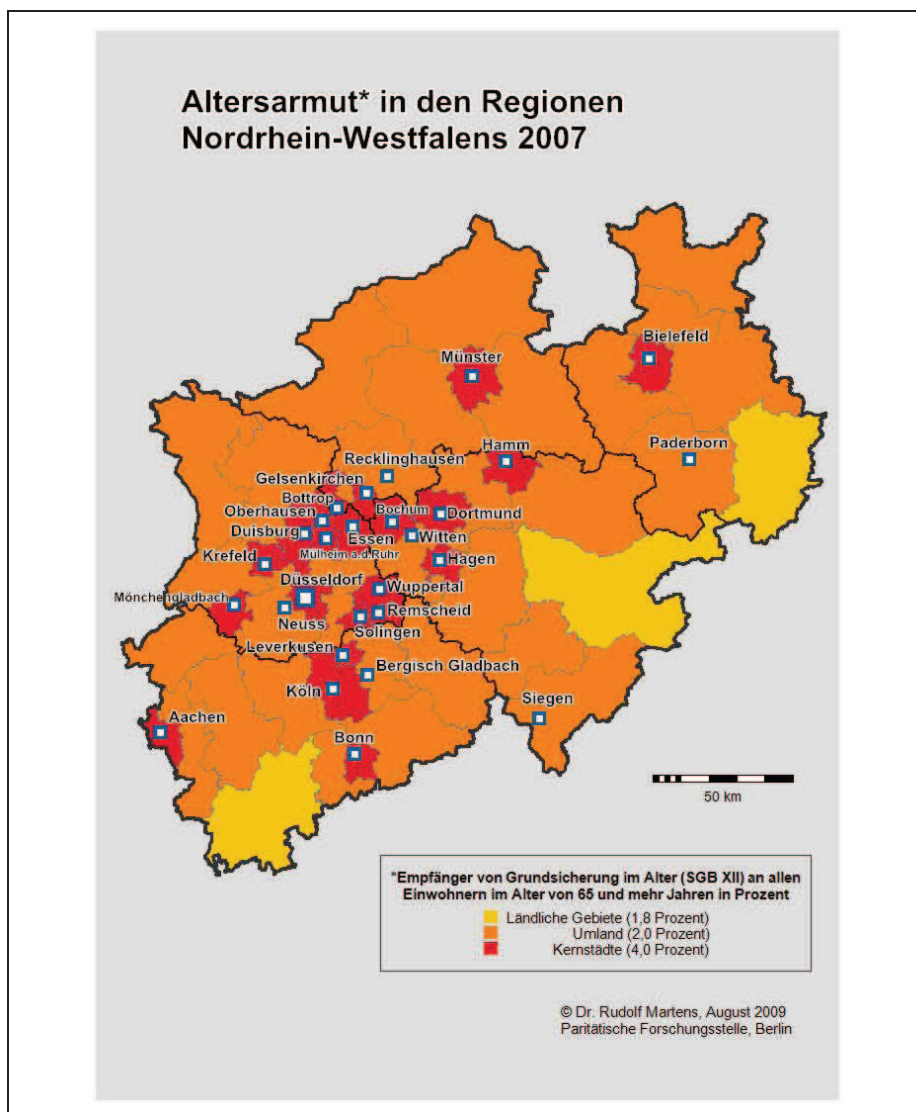 Altersarmut* in den Regionen
Nordrhein-Westfalens 2007
Bielefeld
Münster
Paderborn
Hamm
Recklinghausen
Gelsenkirchen
Bottrop
Bochum
Oberhausen
Dortmund
Duisburg
Essen
Witten
Mülheim a.d.Ruhr
Krefeld
Hagen
Düsseldorf
Wuppertal
Mönchengladbach
Remscheid
Neuss
Solingen
Leverkusen
Bergisch Gladbach
Köln
Siegen
Aachen
Bonn
50 km
*Empfänger von Grundsicherung im Alter (SGB XII) an allen
Einwohnern im Alter von 65 und mehr Jahren in Prozent
Ländliche Gebiete (1,8 Prozent)
Umland (2,0 Prozent)
Kernstädte (4,0 Prozent)
© Dr. Rudolf Martens, August 2009
Paritätische Forschungsstelle, Berlin